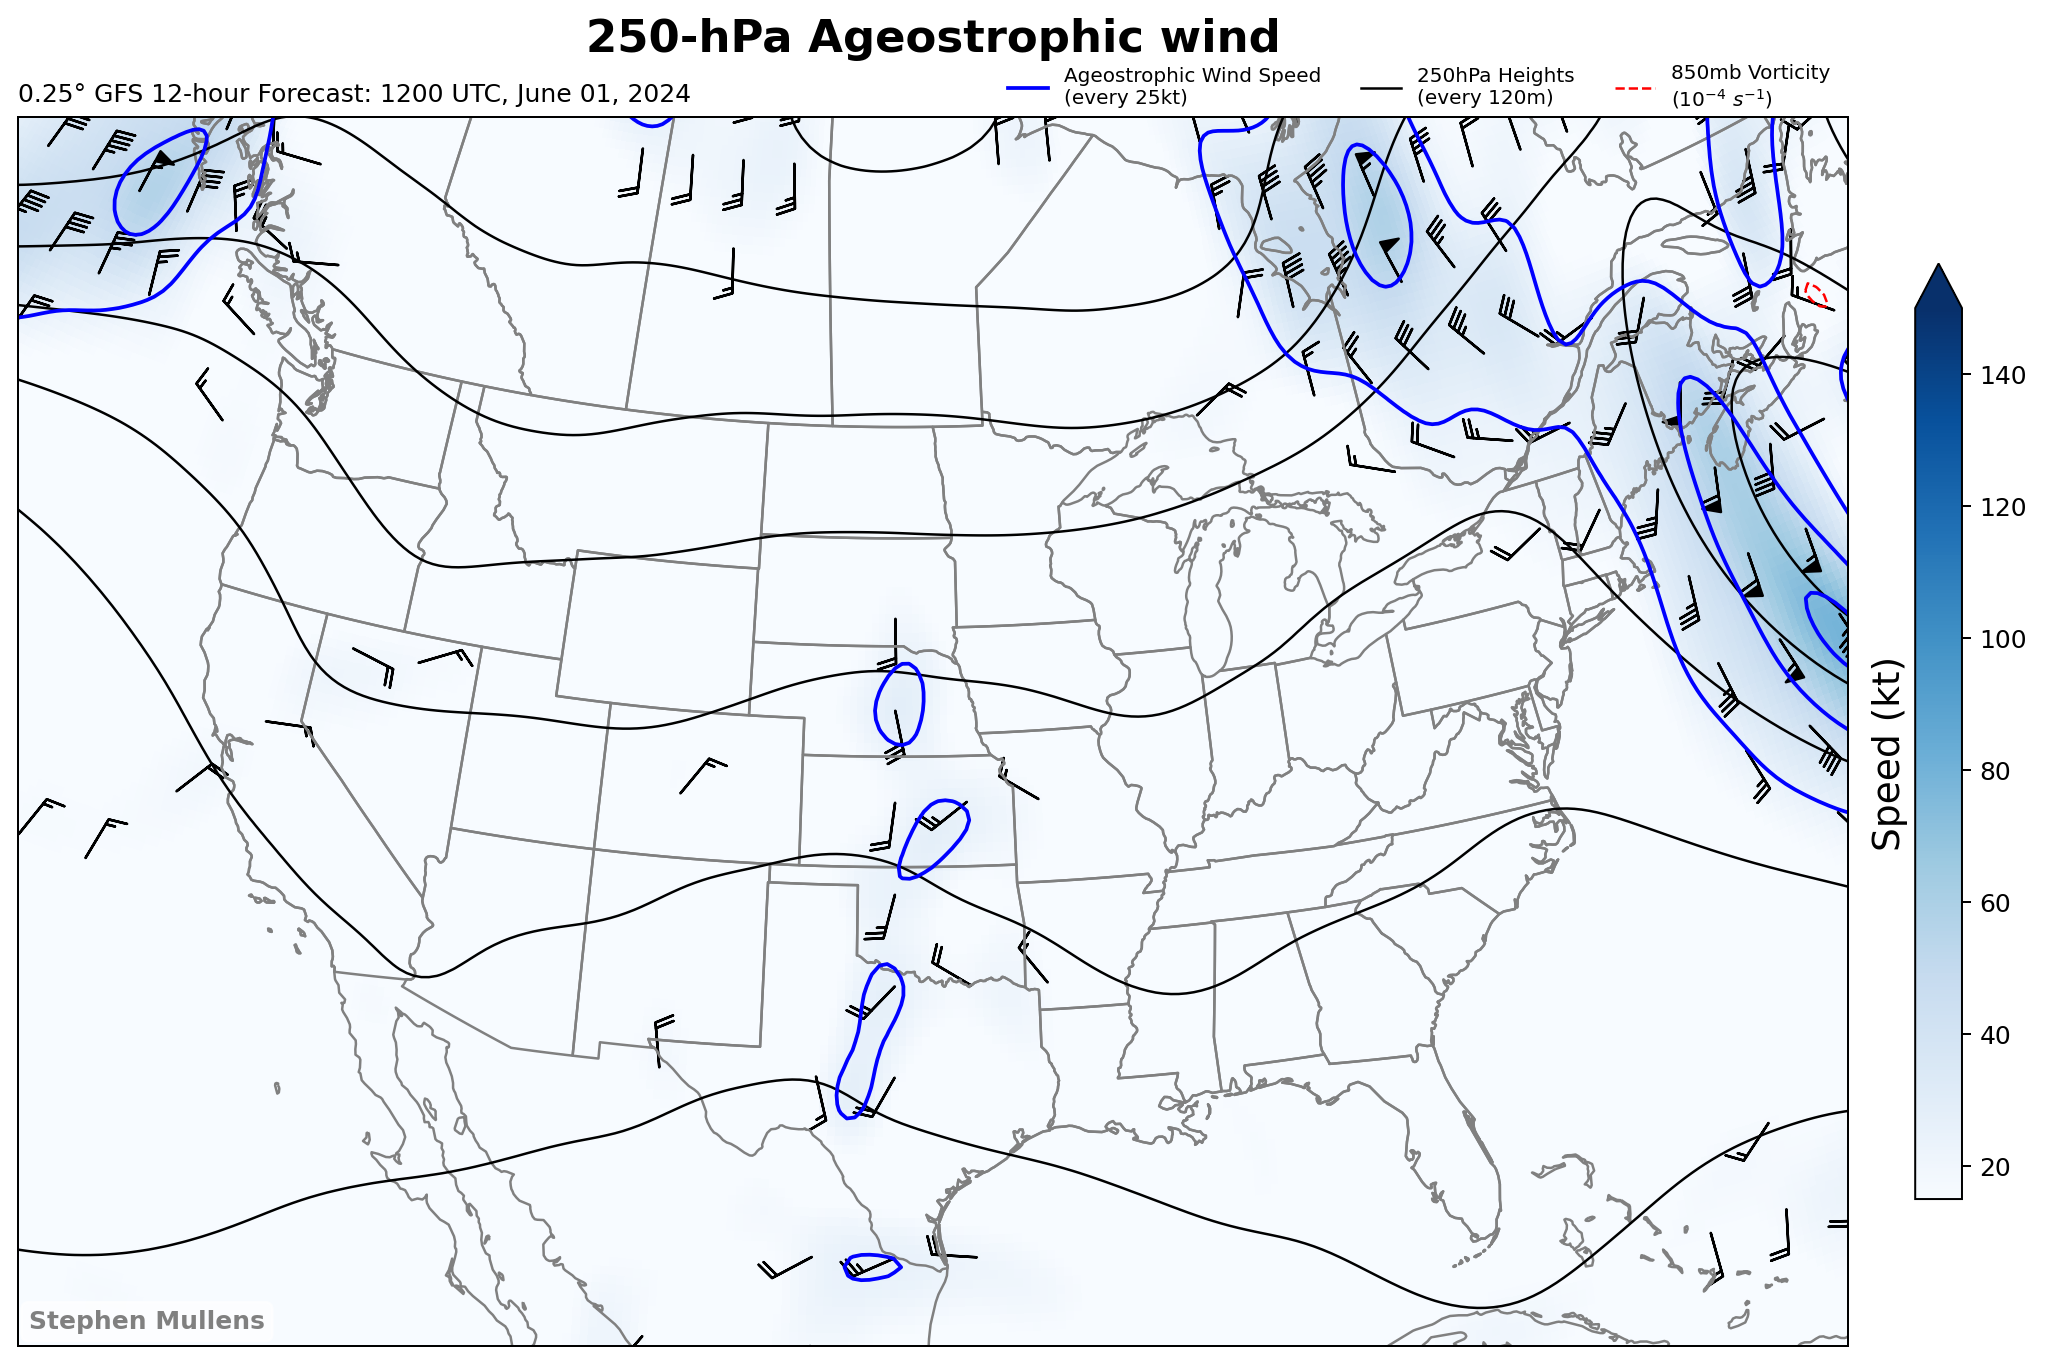 250-hPa Ageostrophic wind
0.25° GFS 12-hour Forecast: 1200 UTC, June 01, 2024
Ageostrophic Wind Speed
(every 25kt)
250hPa Heights
(every 120m)
850mb Vorticity
(10⁻⁴ s⁻¹)
140
120
100
80
60
40
20
Speed (kt)
Stephen Mullens